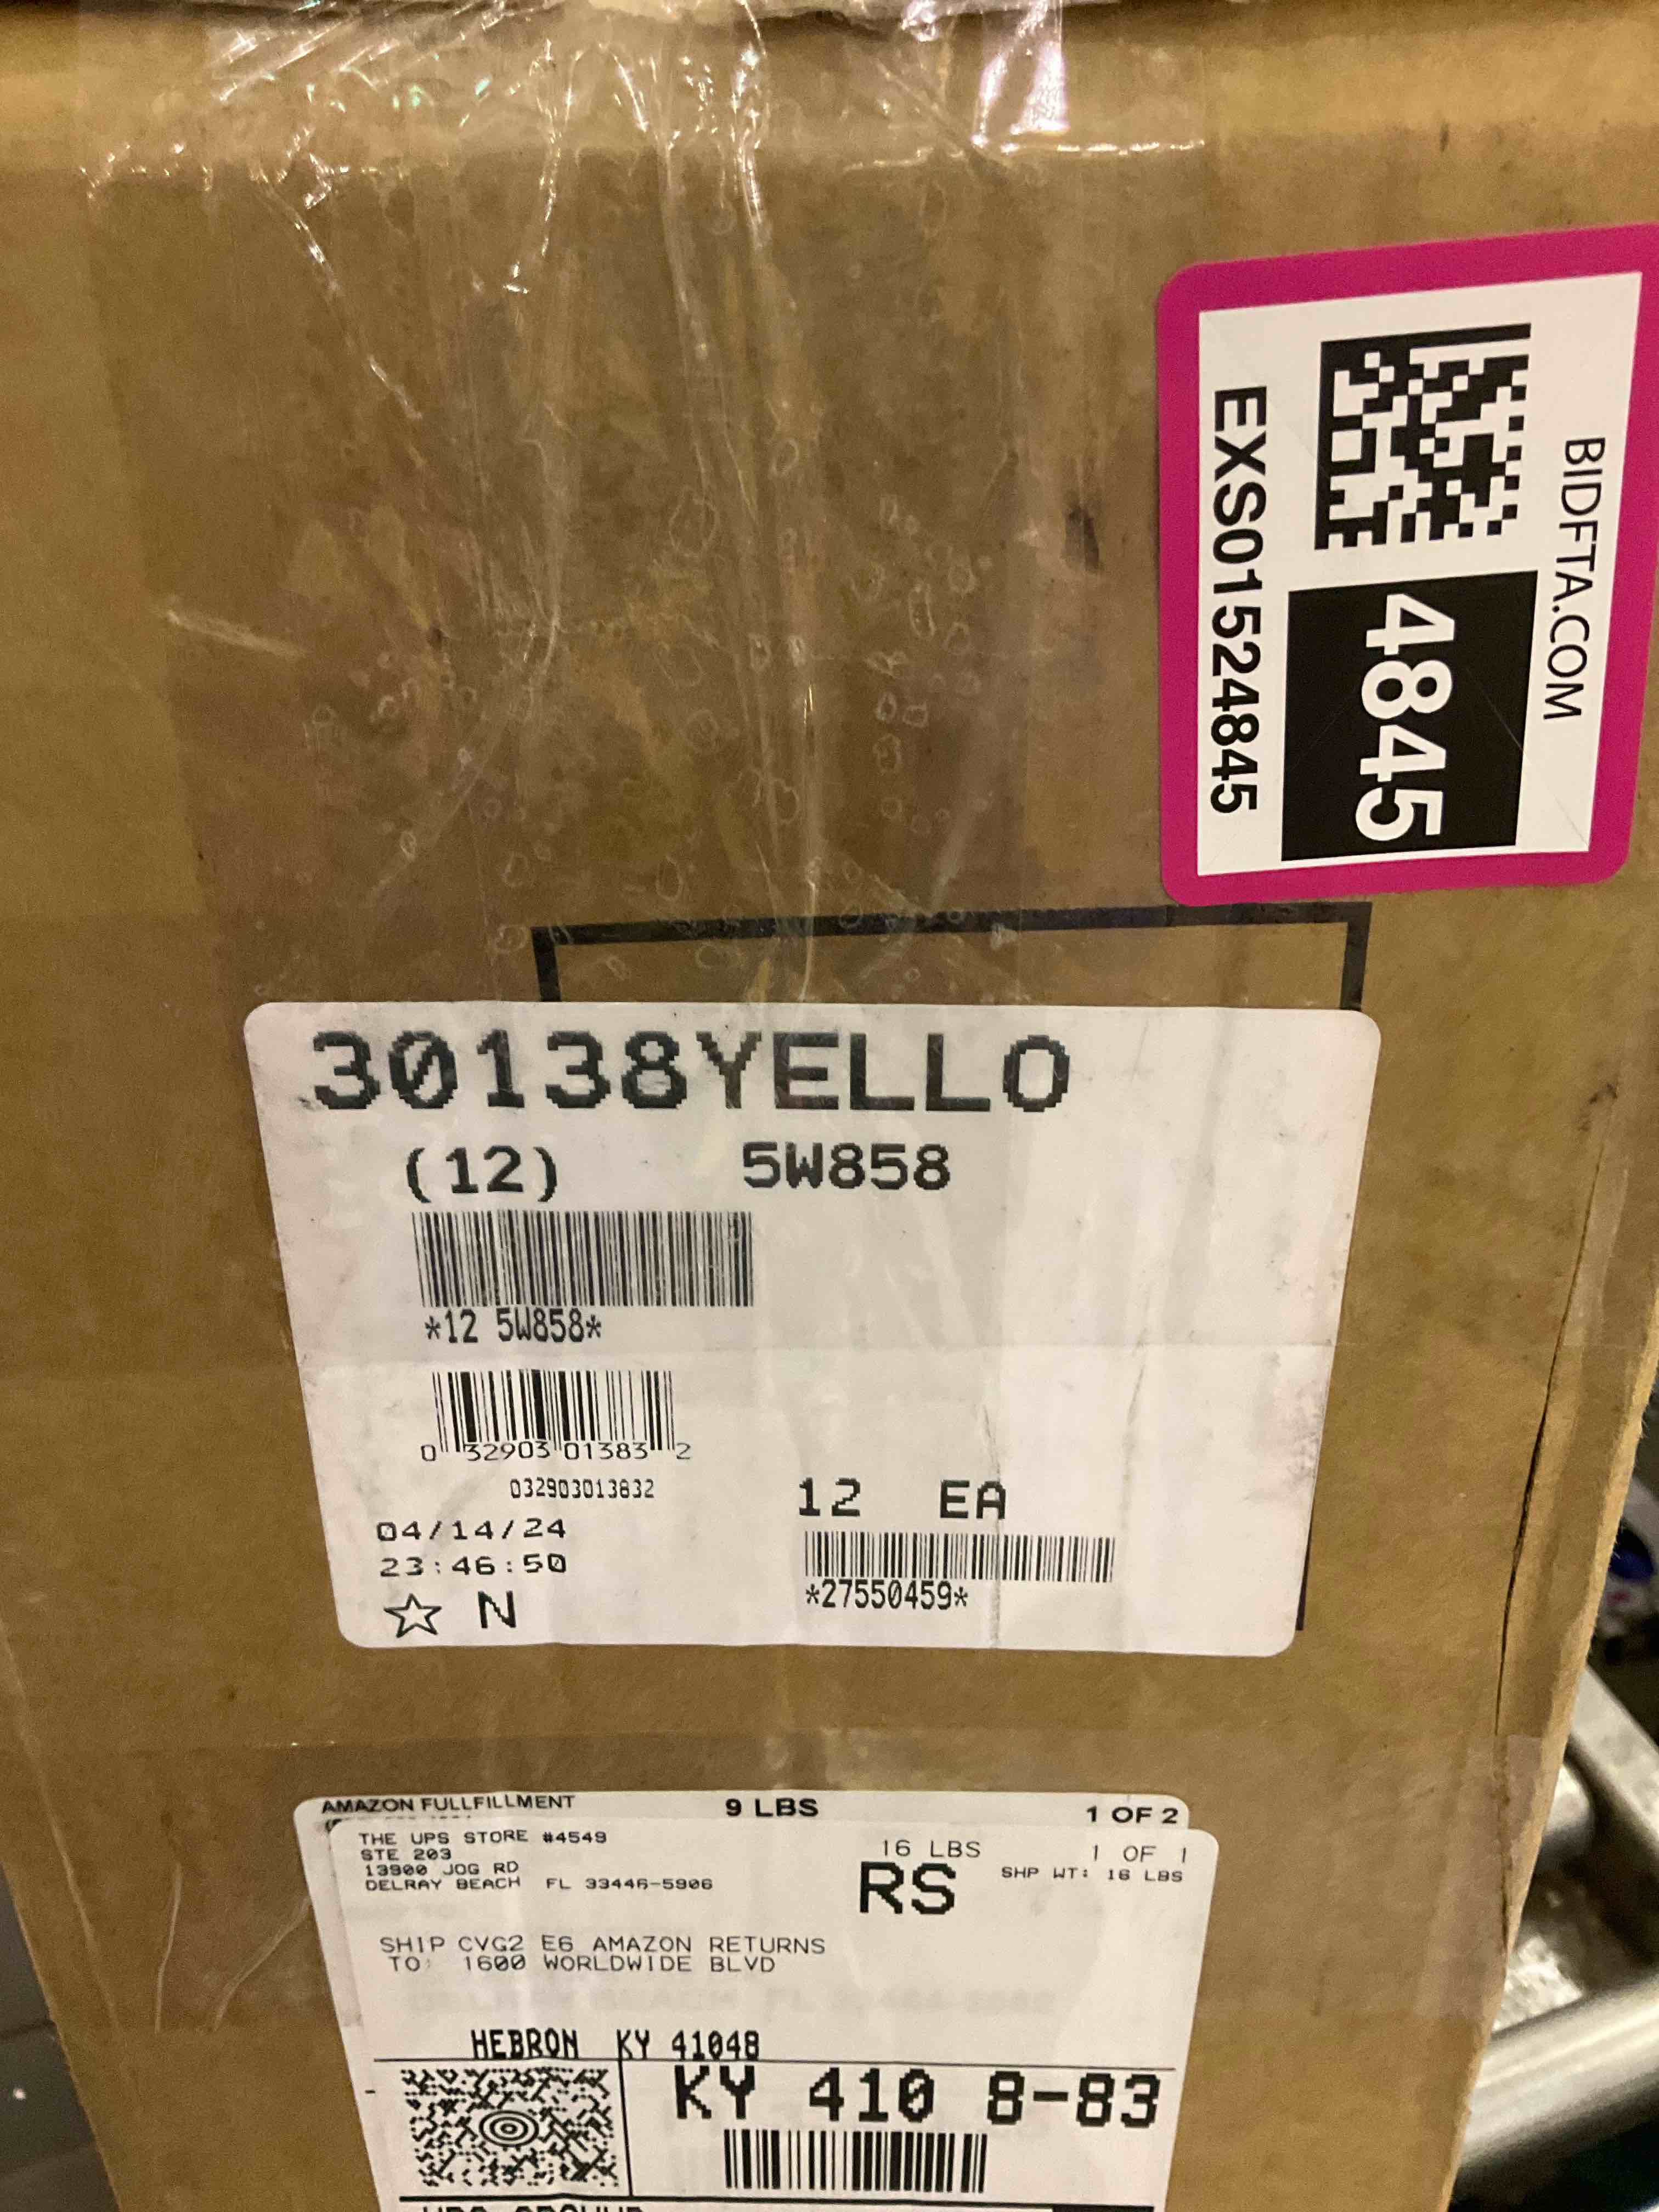 BIDFTA.COM
4845
EXS01524845
30138YELLO
(12) 5W858
*12 5W858*
0 32903 01383 2
032903013832
12 EA
04/14/24
23:46:50
*27550459*
☆ N
AMAZON FULLFILLMENT 9 LBS 1 OF 2
THE UPS STORE #4549 16 LBS 1 OF 1
STE 203 RS SHP WT: 16 LBS
13900 JOG RD
DELRAY BEACH FL 33446-5906
SHIP CVG2 E6 AMAZON RETURNS
TO: 1600 WORLDWIDE BLVD
HEBRON KY 41048
KY 410 8-83